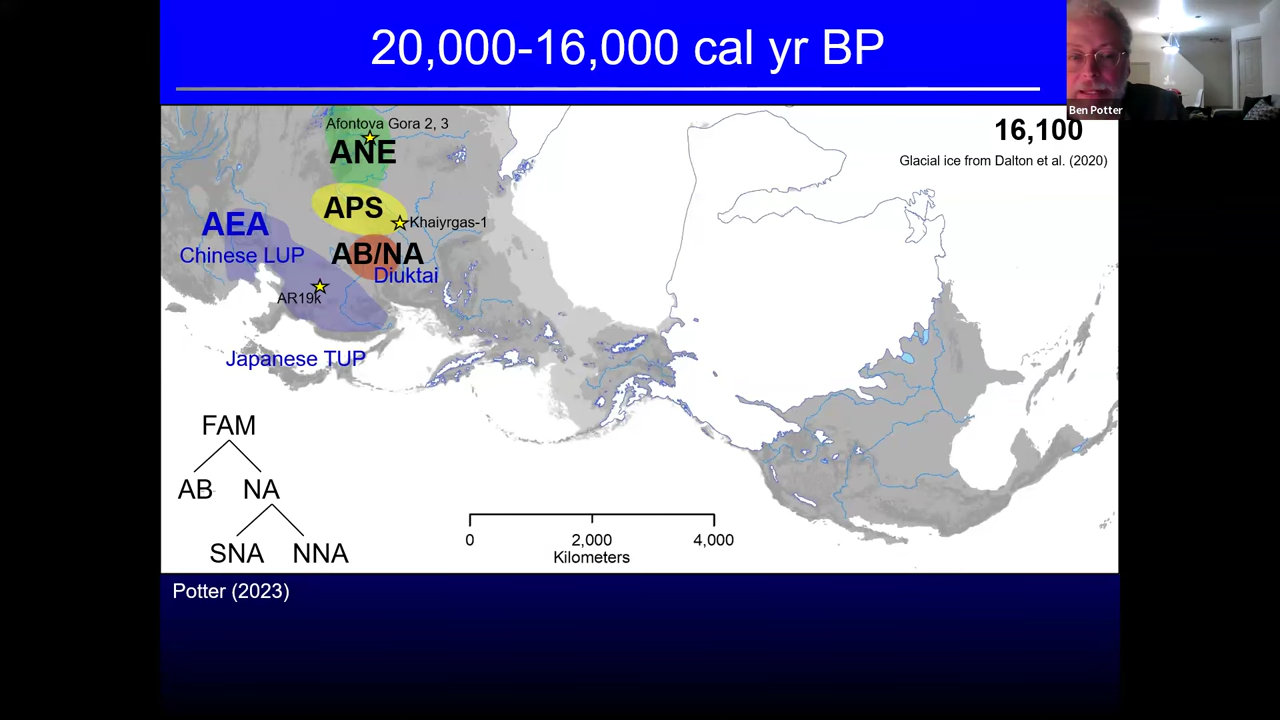 20,000-16,000 cal yr BP
Ben Potter
16,100
Glacial ice from Dalton et al. (2020)
Afontova Gora 2, 3
ANE
APS
Khaiyrgas-1
AEA
Chinese LUP
AB/NA
Diuktai
AR19k
Japanese TUP
FAM
AB NA
SNA NNA
0 2,000 4,000
Kilometers
Potter (2023)